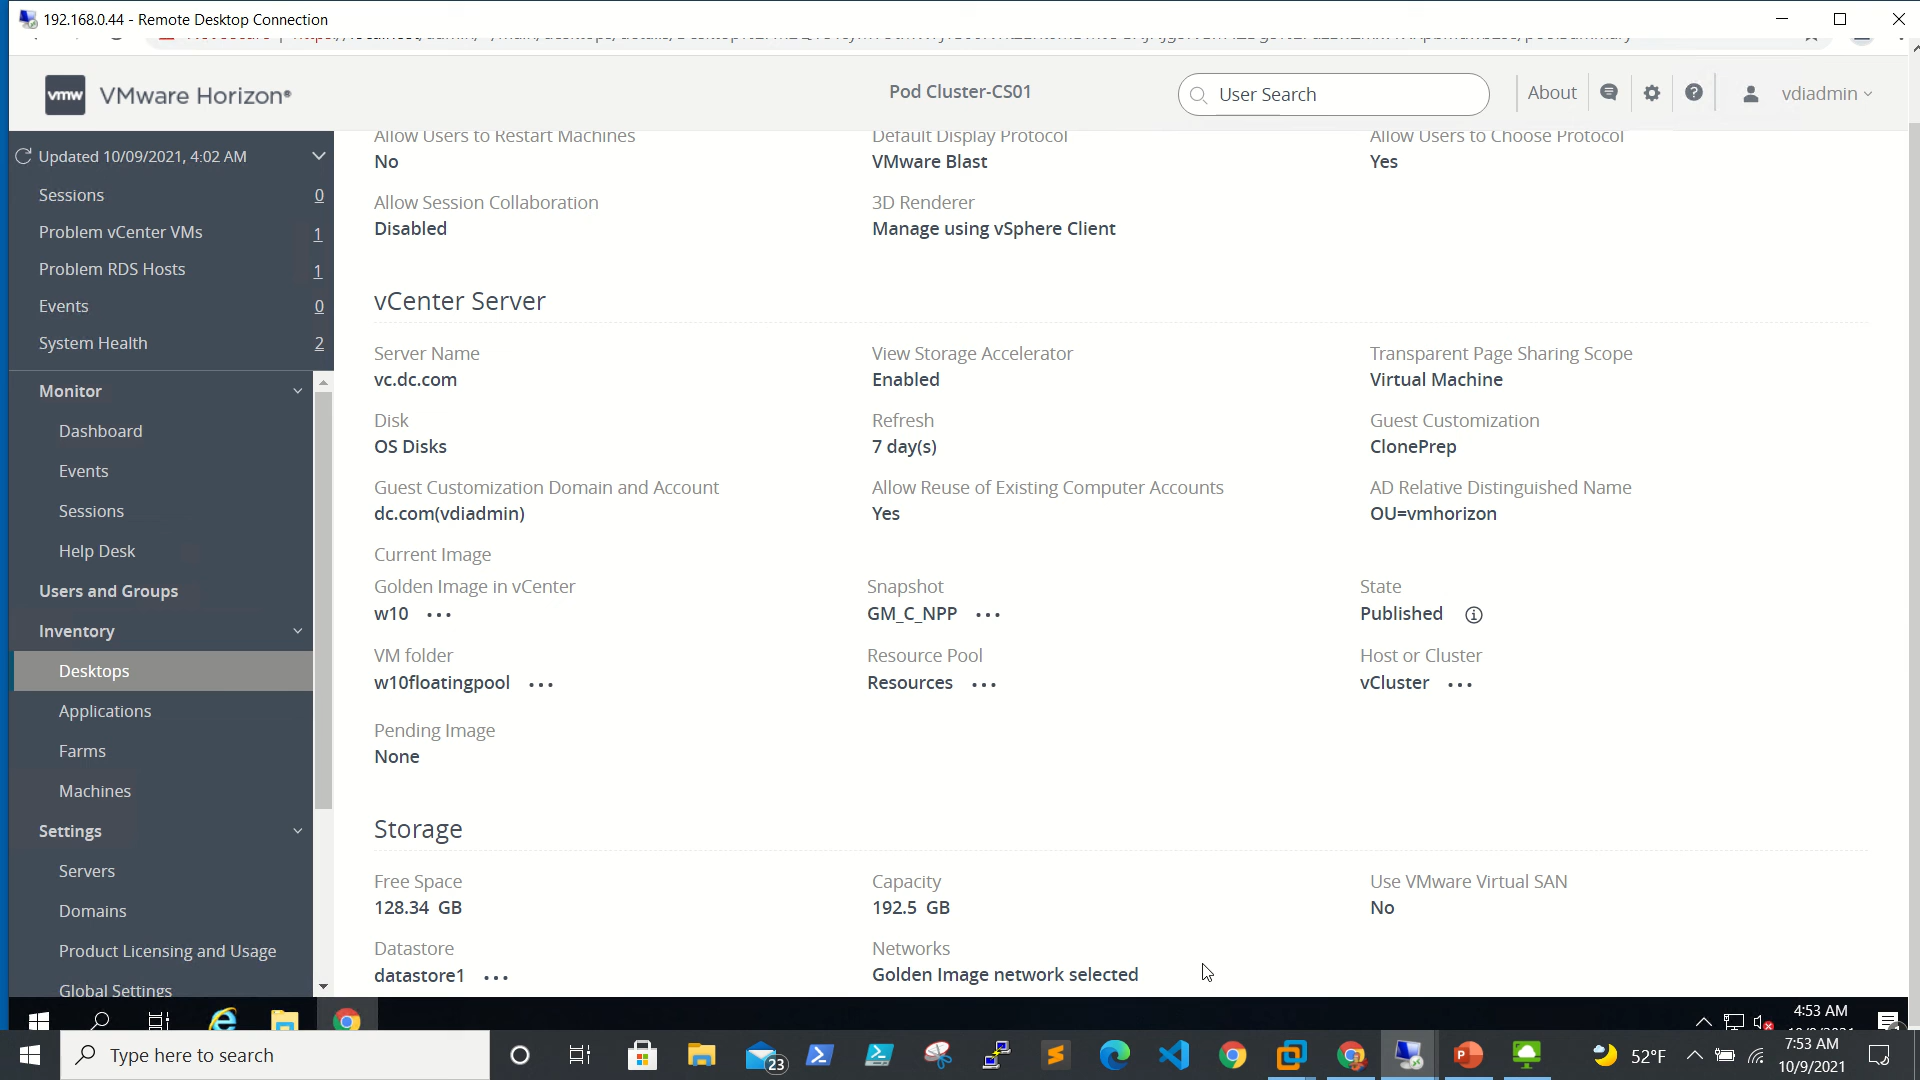 192.168.0.44 - Remote Desktop Connection
vmw VMware Horizon®
Pod Cluster-CS01
User Search
About
vdiadmin
Updated 10/09/2021, 4:02 AM
Sessions 0
Problem vCenter VMs 1
Problem RDS Hosts 1
Events 0
System Health 2
Monitor
Dashboard
Events
Sessions
Help Desk
Users and Groups
Inventory
Desktops
Applications
Farms
Machines
Settings
Servers
Domains
Product Licensing and Usage
Global Settings
Allow Users to Restart Machines Default Display Protocol Allow Users to Choose Protocol
No VMware Blast Yes
Allow Session Collaboration 3D Renderer
Disabled Manage using vSphere Client
vCenter Server
Server Name View Storage Accelerator Transparent Page Sharing Scope
vc.dc.com Enabled Virtual Machine
Disk Refresh Guest Customization
OS Disks 7 day(s) ClonePrep
Guest Customization Domain and Account Allow Reuse of Existing Computer Accounts AD Relative Distinguished Name
dc.com(vdiadmin) Yes OU=vmhorizon
Current Image
Golden Image in vCenter Snapshot State
w10 ... GM_C_NPP ... Published
VM folder Resource Pool Host or Cluster
w10floatingpool ... Resources ... vCluster ...
Pending Image
None
Storage
Free Space Capacity Use VMware Virtual SAN
128.34 GB 192.5 GB No
Datastore Networks
datastore1 ... Golden Image network selected
4:53 AM
Type here to search
23
52°F
7:53 AM
10/9/2021